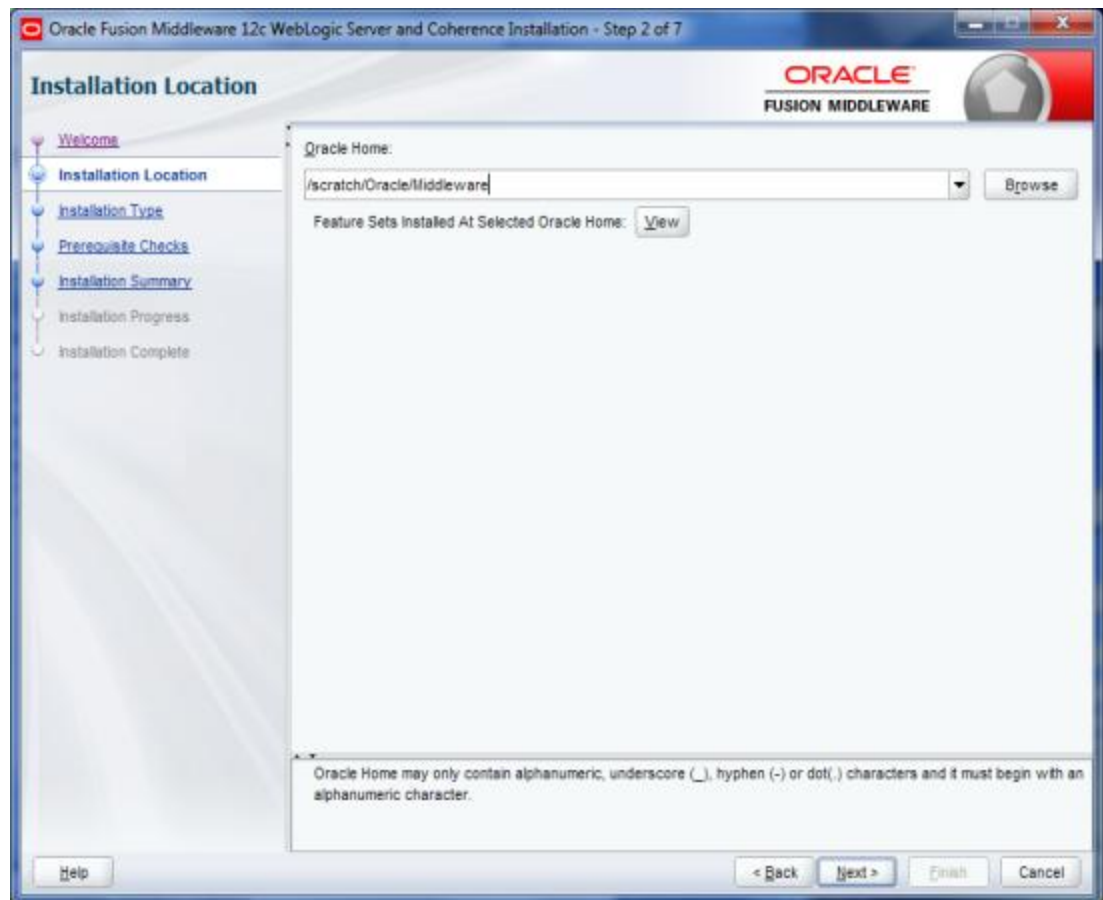 Oracle Fusion Middleware 12c WebLogic Server and Coherence Installation - Step 2 of 7
Installation Location
ORACLE
FUSION MIDDLEWARE
Welcome
Installation Location
Installation Type
Prerequisite Checks
Installation Summary
Installation Progress
Installation Complete
Oracle Home:
/scratch/Oracle/Middleware
Browse
Feature Sets Installed At Selected Oracle Home: View
Oracle Home may only contain alphanumeric, underscore (_), hyphen (-) or dot(.) characters and it must begin with an
alphanumeric character.
Help
< Back Next > Finish Cancel